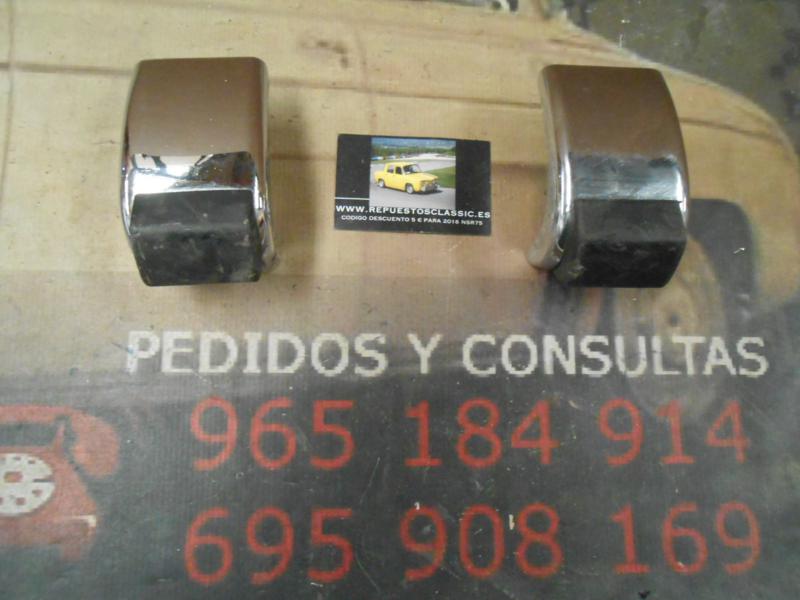 WWW.REPUESTOSCLASSIC.ES
CODIGO DESCUENTO 5 € PARA 2016 NSR75
PEDIDOS Y CONSULTAS
965 184 914
695 908 169